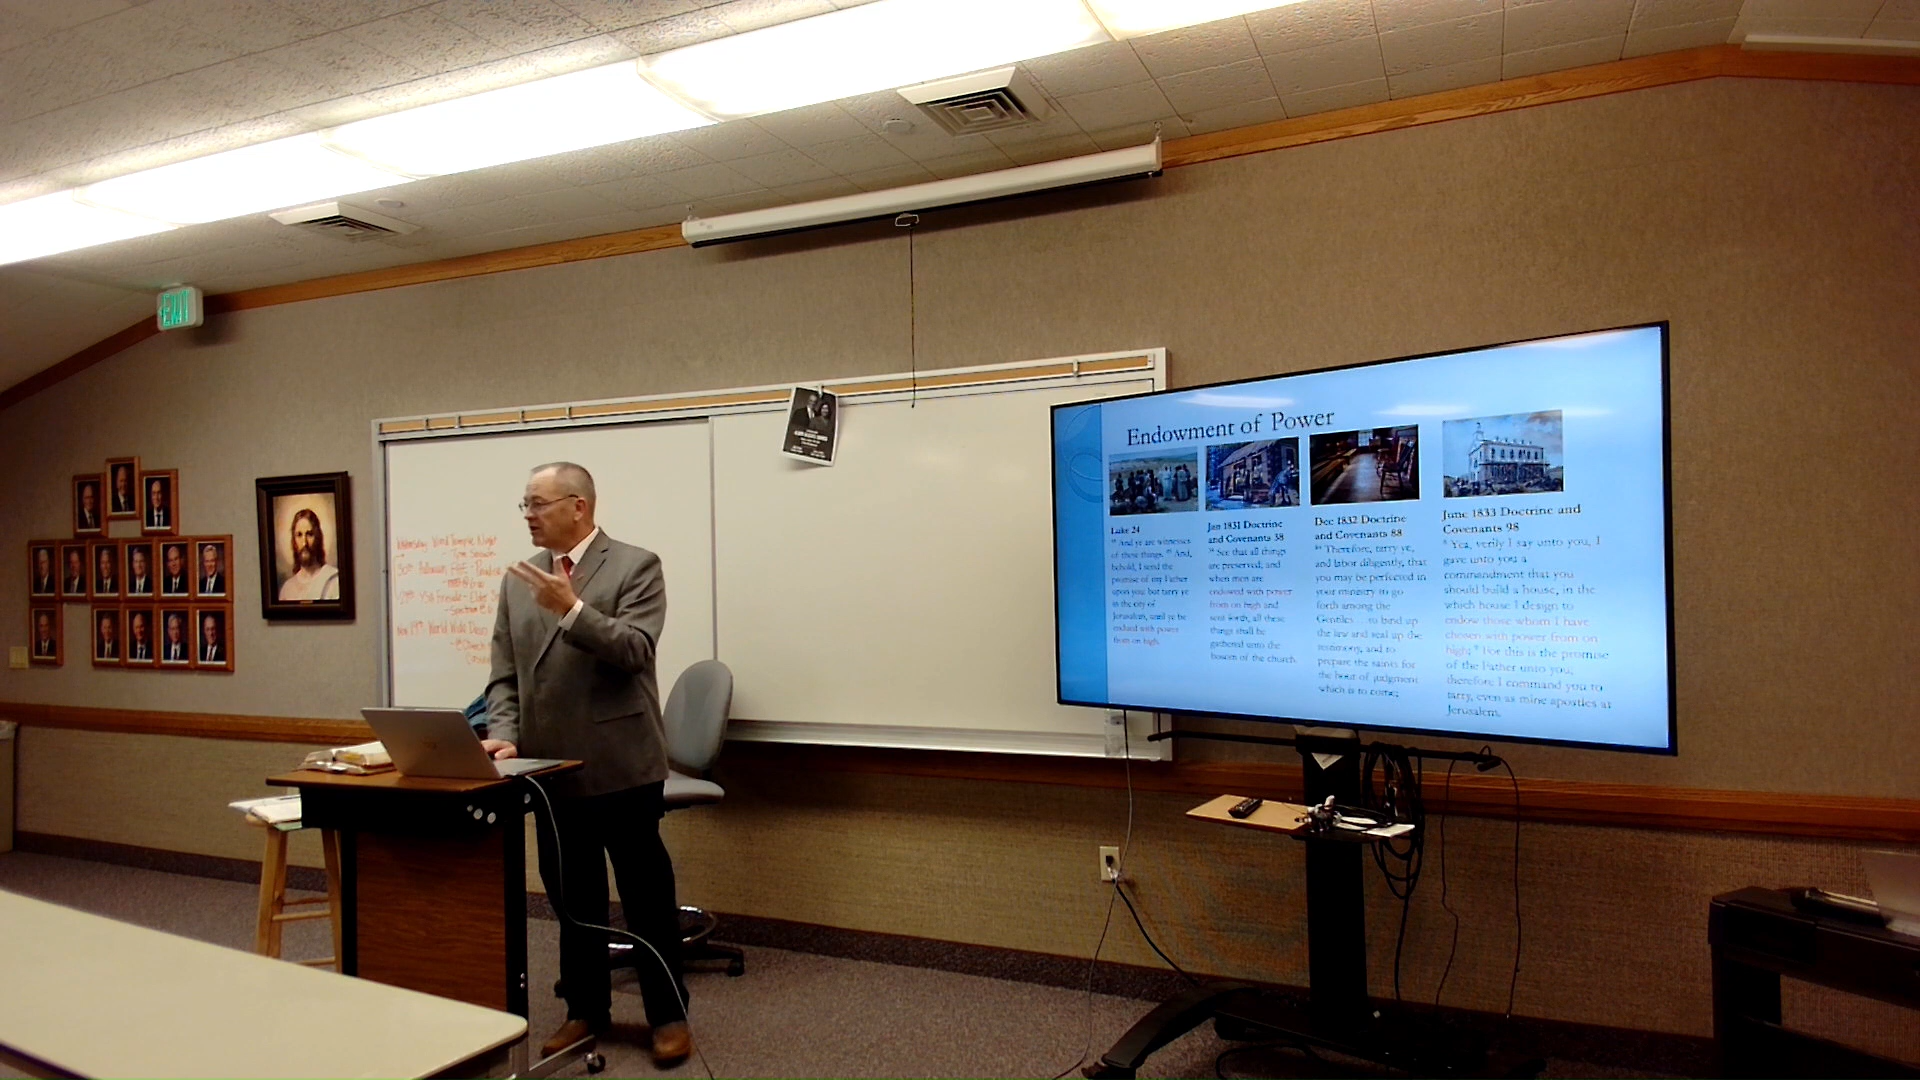 EXIT
Wednesday Ward Temple Night
- 7pm Session
Endowment of Power
Luke 24
48 And ye are witnesses
of these things. 49 And,
behold, I send the
promise of my Father
upon you: but tarry ye
in the city of
Jerusalem, until ye be
endued with power
from on high.
Jan 1831 Doctrine
and Covenants 38
See that all things
are preserved; and
when men are
endowed with power
from on high and
sent forth, all these
things shall be
gathered unto the
bosom of the church.
Dec 1832 Doctrine
and Covenants 88
Therefore, tarry ye,
and labor diligently, that
you may be perfected in
your ministry to go
forth among the
Gentiles ... to bind up
the law and seal up the
testimony, and to
prepare the saints for
the hour of judgment
which is to come;
June 1833 Doctrine and
Covenants 98
8 Yea, verily I say unto you, I
gave unto you a
commandment that you
should build a house, in the
which house I design to
endow those whom I have
chosen with power from on
high; 9 For this is the promise
of the Father unto you;
therefore I command you to
tarry, even as mine apostles at
Jerusalem.